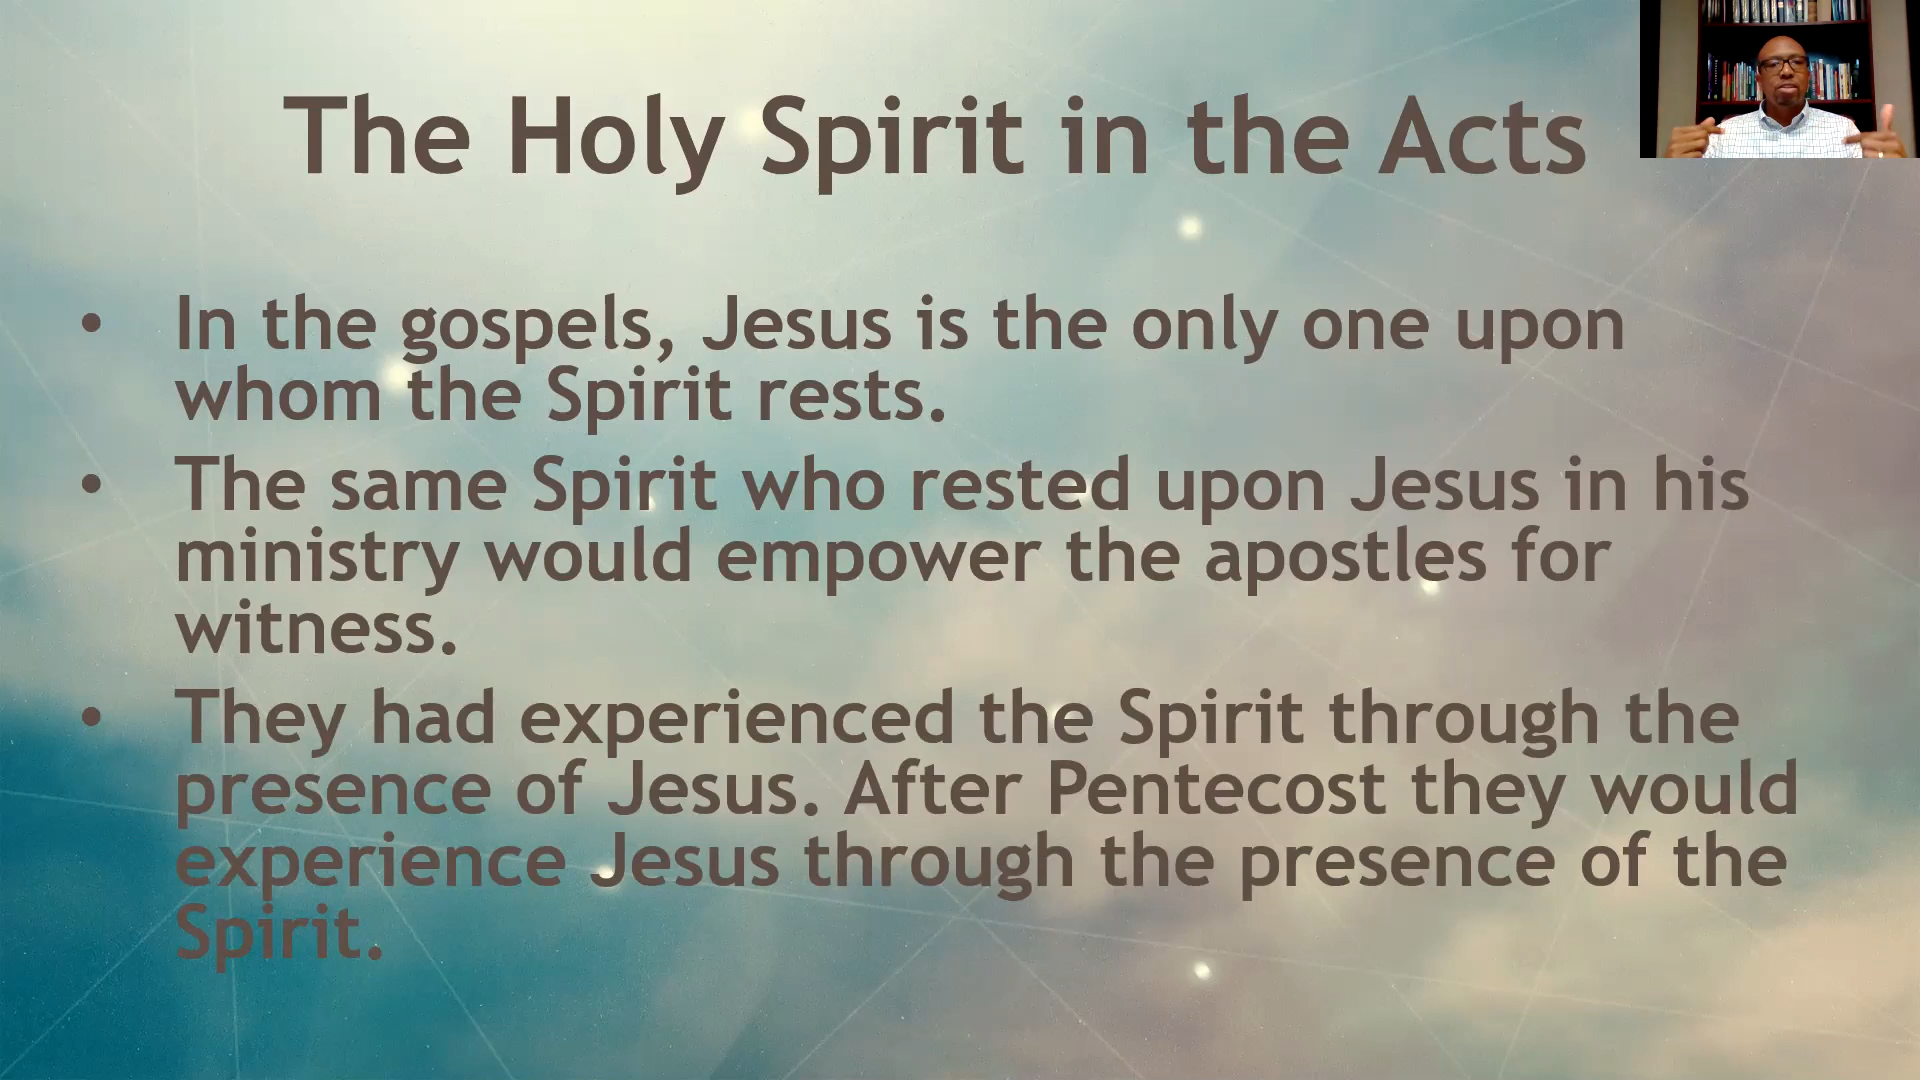 The Holy Spirit in the Acts
• In the gospels, Jesus is the only one upon
whom the Spirit rests.
• The same Spirit who rested upon Jesus in his
ministry would empower the apostles for
witness.
• They had experienced the Spirit through the
presence of Jesus. After Pentecost they would
experience Jesus through the presence of the
Spirit.